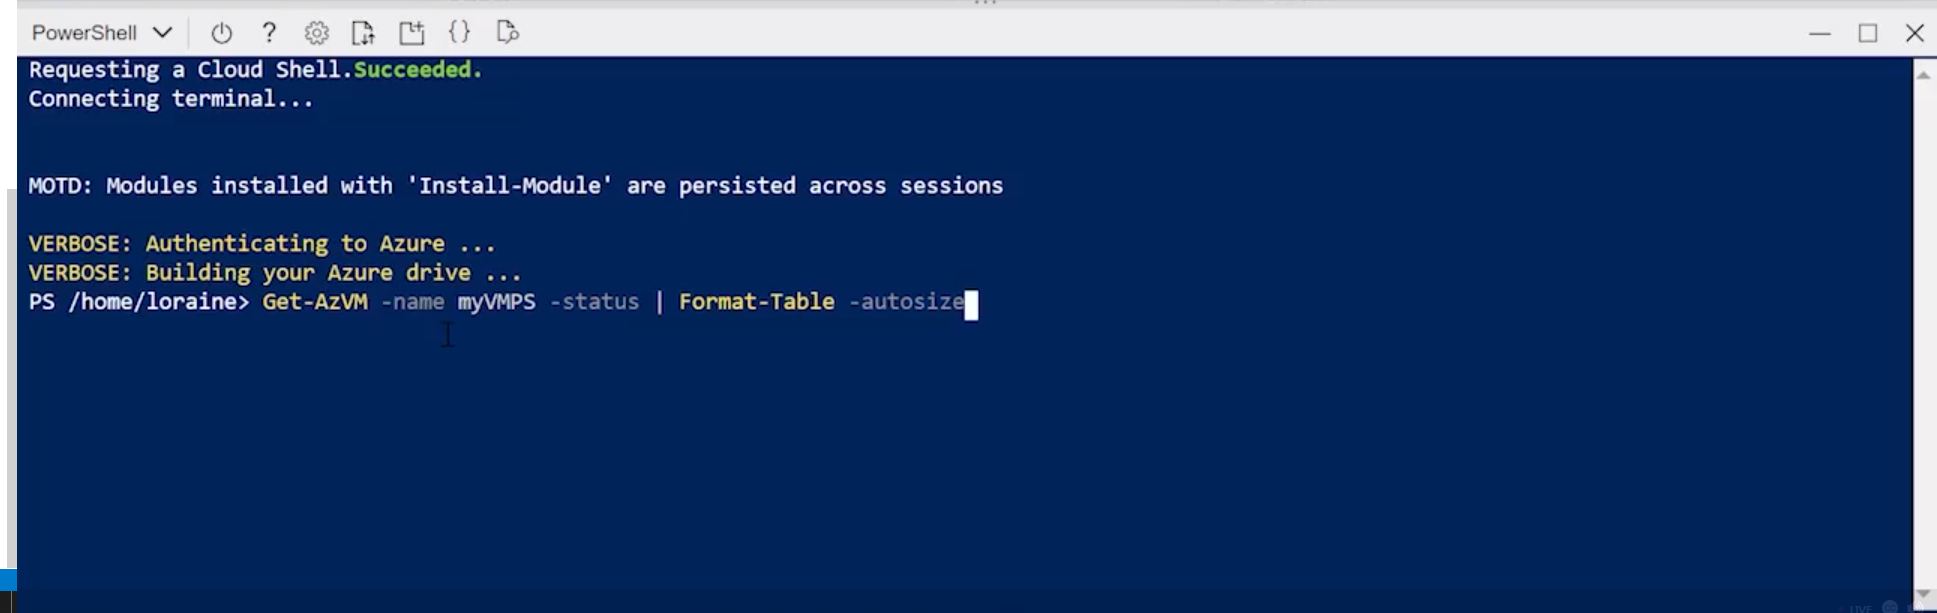 PowerShell
?
{}
Requesting a Cloud Shell.Succeeded.
Connecting terminal...
MOTD: Modules installed with 'Install-Module' are persisted across sessions
VERBOSE: Authenticating to Azure ...
VERBOSE: Building your Azure drive ...
PS /home/loraine> Get-AzVM -name myVMPS -status | Format-Table -autosize
LIVE